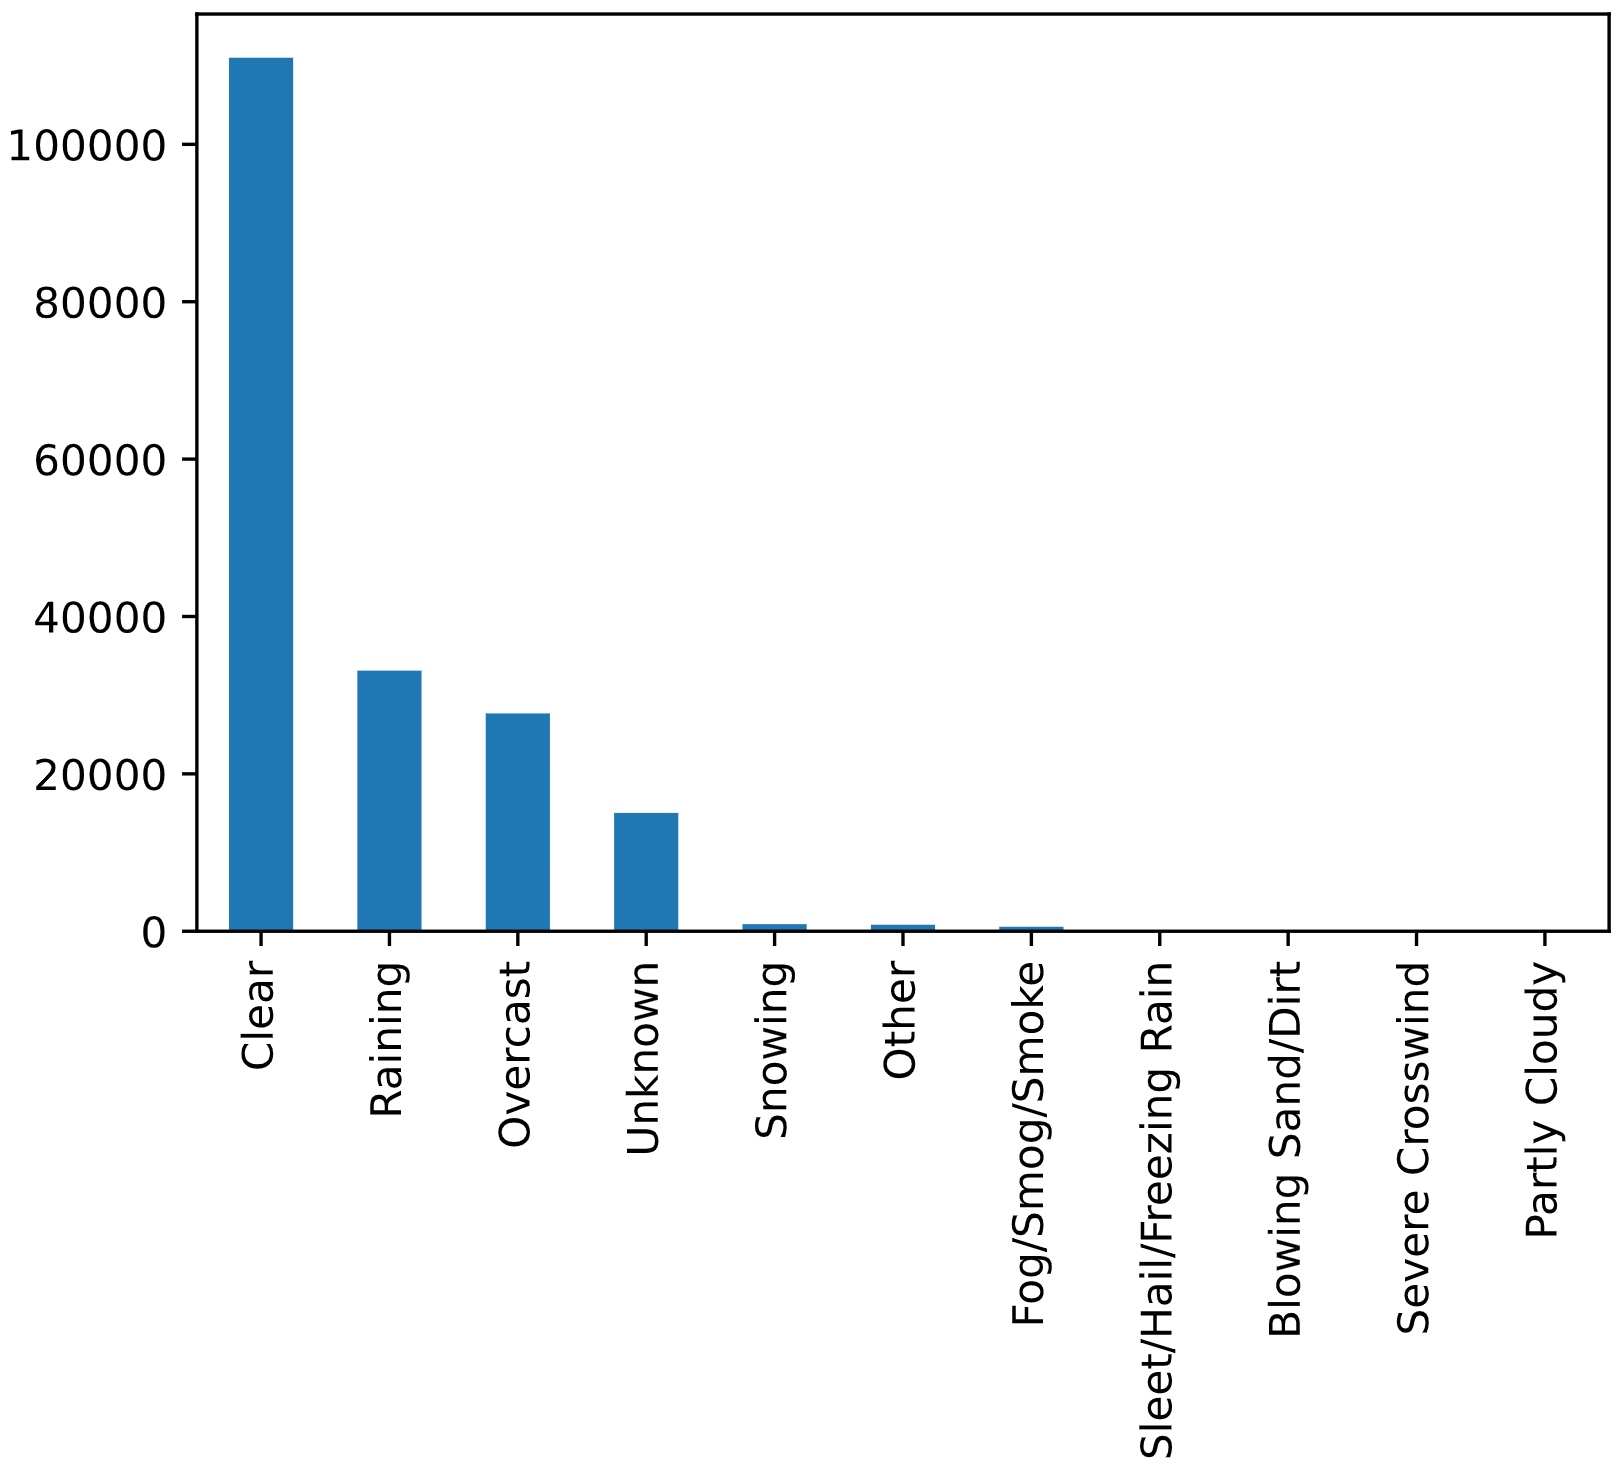 100000
80000
60000
40000
20000
0
Clear
Raining
Overcast
Unknown
Snowing
Other
Fog/Smog/Smoke
Sleet/Hail/Freezing Rain
Blowing Sand/Dirt
Severe Crosswind
Partly Cloudy